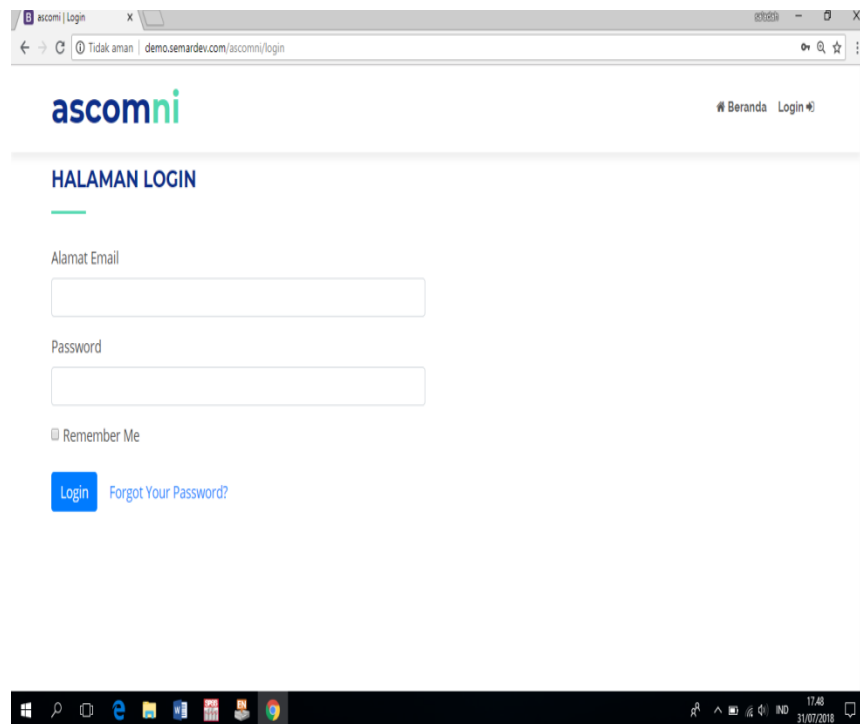 ascomi | Login
Tidak aman | demo.semardev.com/ascomni/login
ascomni
Beranda Login
HALAMAN LOGIN
Alamat Email
Password
Remember Me
Login Forgot Your Password?
IND
17.48
31/07/2018